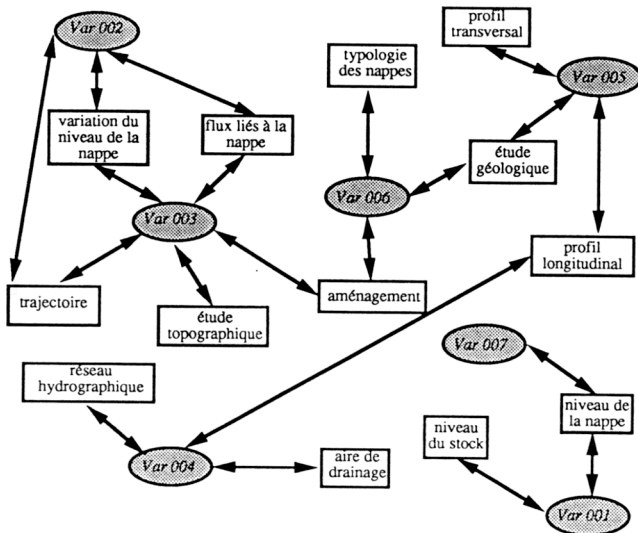 Var 002
variation du
niveau de la
nappe
flux liés à la
nappe
Var 003
trajectoire
étude
topographique
aménagement
typologie
des nappes
profil
transversal
Var 005
étude
géologique
Var 006
profil
longitudinal
réseau
hydrographique
Var 004
aire de
drainage
Var 007
niveau de
la nappe
niveau
du stock
Var 001